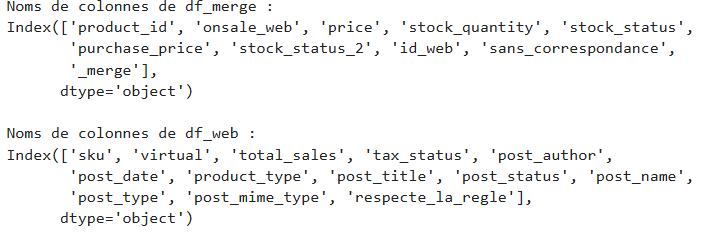 Noms de colonnes de df_merge :
Index(['product_id', 'onsale_web', 'price', 'stock_quantity', 'stock_status',
       'purchase_price', 'stock_status_2', 'id_web', 'sans_correspondance',
       '_merge'],
      dtype='object')

Noms de colonnes de df_web :
Index(['sku', 'virtual', 'total_sales', 'tax_status', 'post_author',
       'post_date', 'product_type', 'post_title', 'post_status', 'post_name',
       'post_type', 'post_mime_type', 'respecte_la_regle'],
      dtype='object')